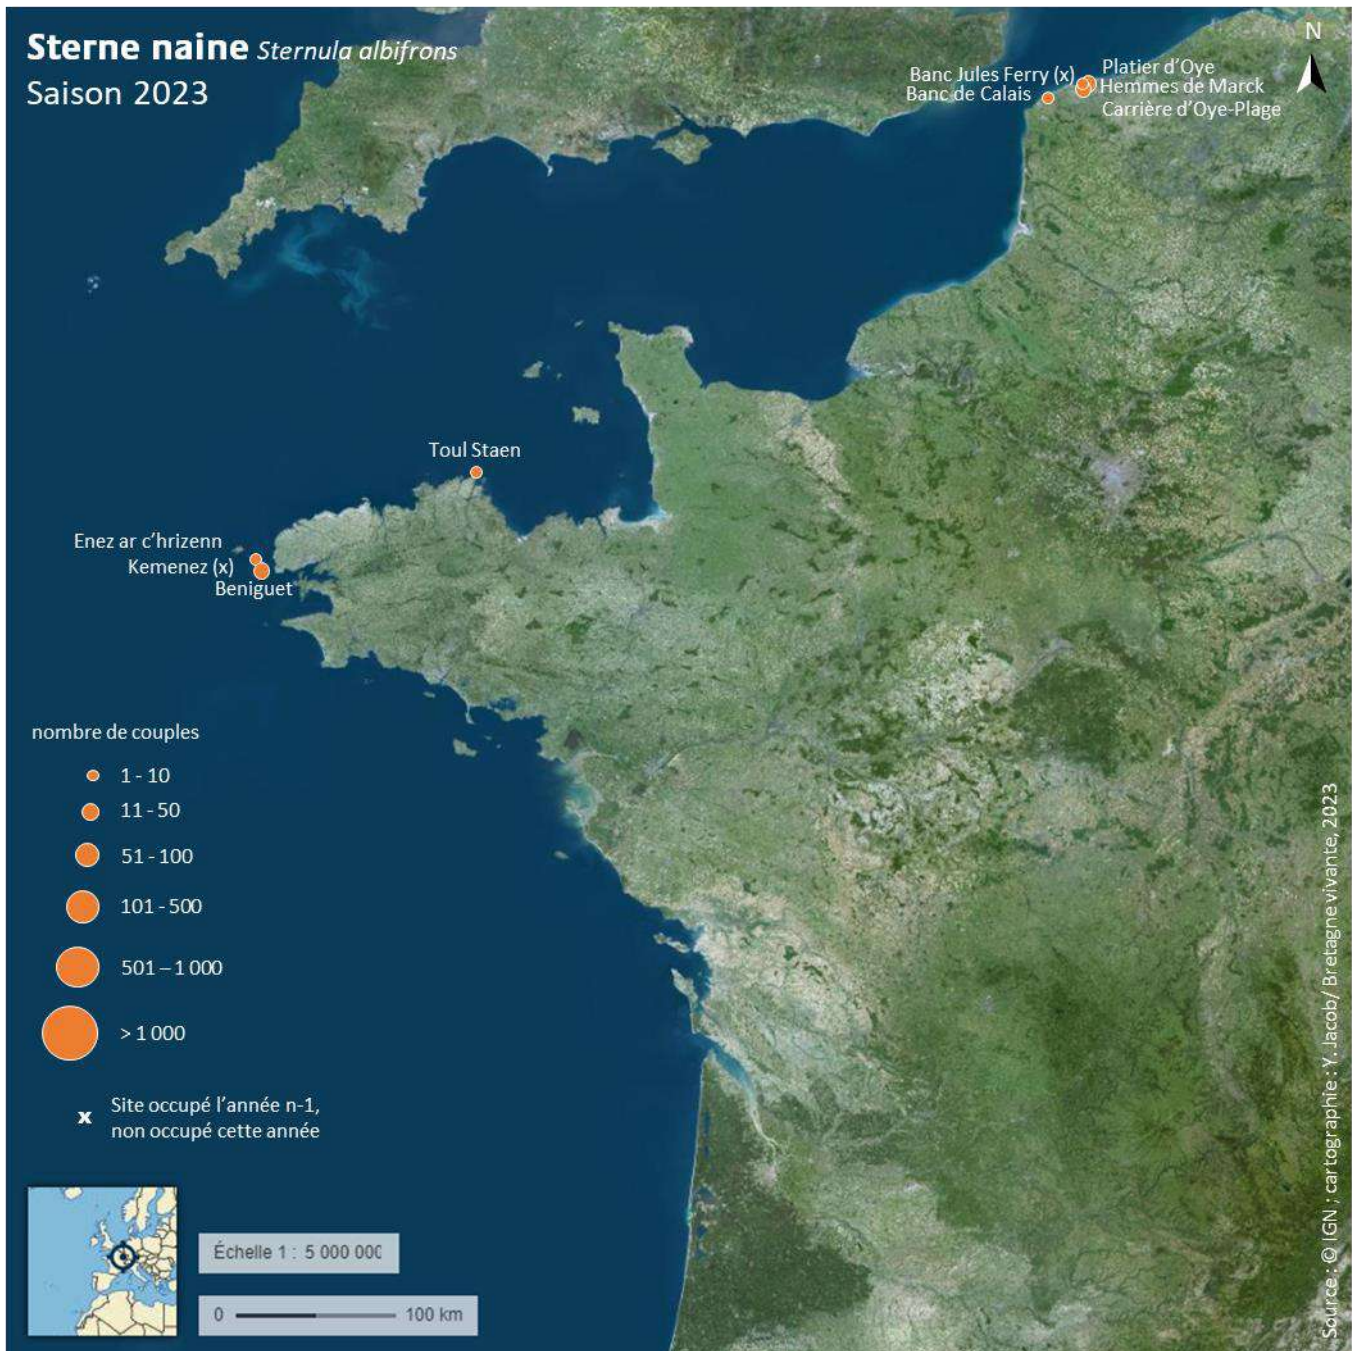 Sterne naine Sternula albifrons
Saison 2023
N
Banc Jules Ferry (x)
Banc de Calais
Platier d'Oye
Hemmes de Marck
Carrière d'Oye-Plage
Toul Staen
Enez ar c'hrizenn
Kemenez (x)
Beniguet
nombre de couples
1 - 10
11 - 50
51 - 100
101 - 500
501 – 1 000
> 1 000
x Site occupé l'année n-1,
non occupé cette année
Échelle 1 : 5 000 000
0 100 km
Source : © IGN ; cartographie : Y. Jacob/ Bretagne vivante, 2023